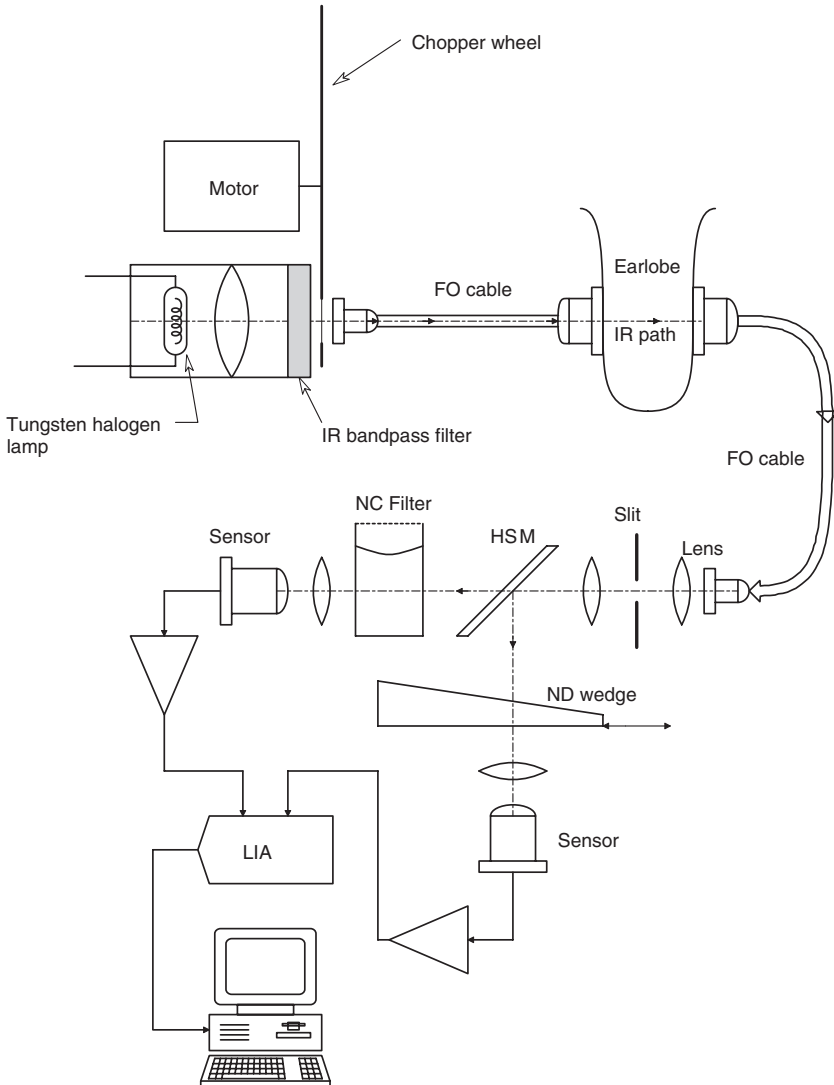 Chopper wheel
Motor
Earlobe
FO cable
IR path
Tungsten halogen
lamp
IR bandpass filter
FO cable
NC Filter
Slit
Sensor
HSM
Lens
ND wedge
Sensor
LIA